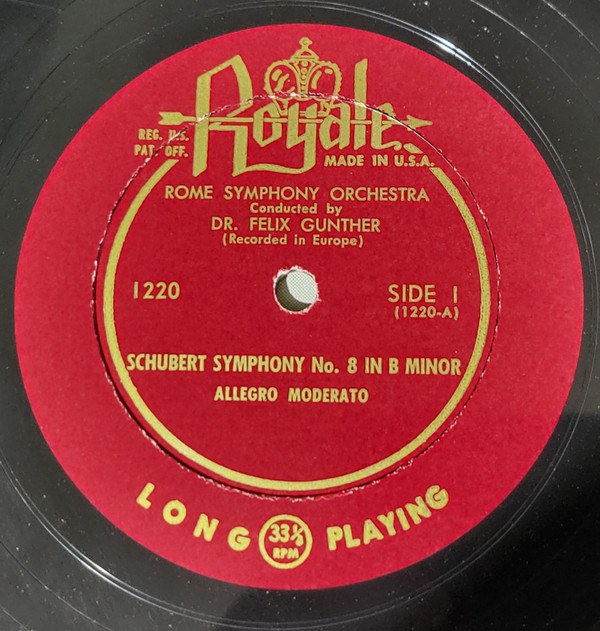 Royale
REG. U.S.
PAT. OFF.
MADE IN U.S.A.
ROME SYMPHONY ORCHESTRA
Conducted by
DR. FELIX GUNTHER
(Recorded in Europe)
1220
SIDE 1
(1220-A)
SCHUBERT SYMPHONY No. 8 IN B MINOR
ALLEGRO MODERATO
LONG 33⅓ RPM PLAYING